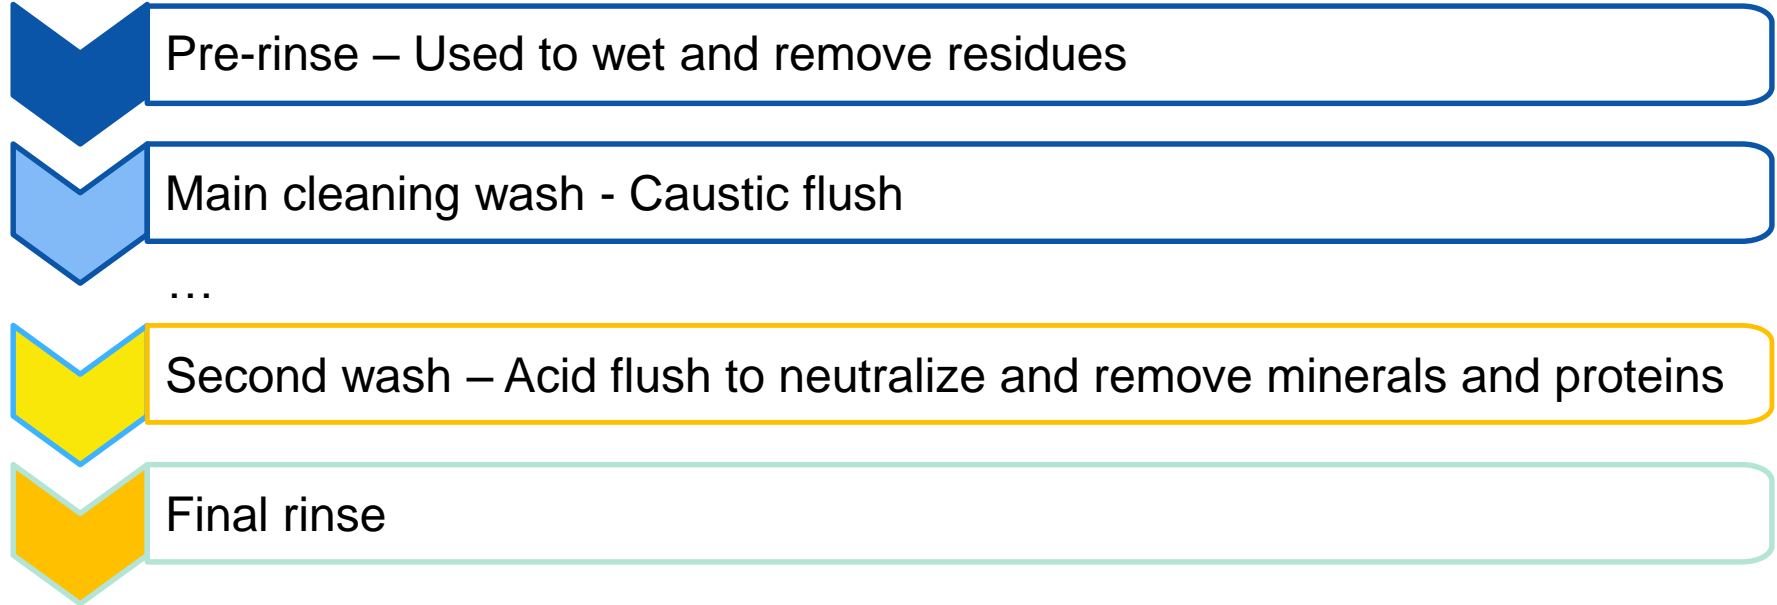 Pre-rinse – Used to wet and remove residues
Main cleaning wash - Caustic flush
…
Second wash – Acid flush to neutralize and remove minerals and proteins
Final rinse